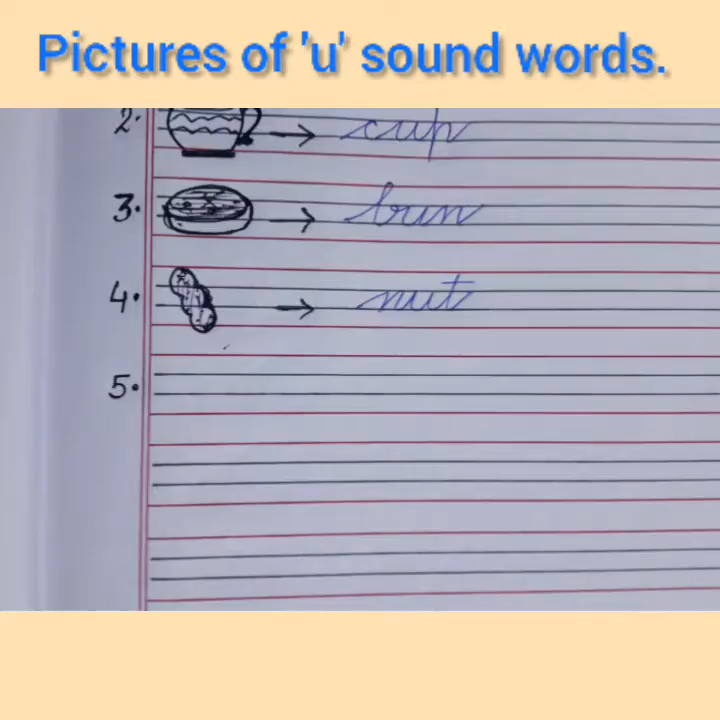 Pictures of 'u' sound words.
2. → cup
3. → bun
4. → nut
5.